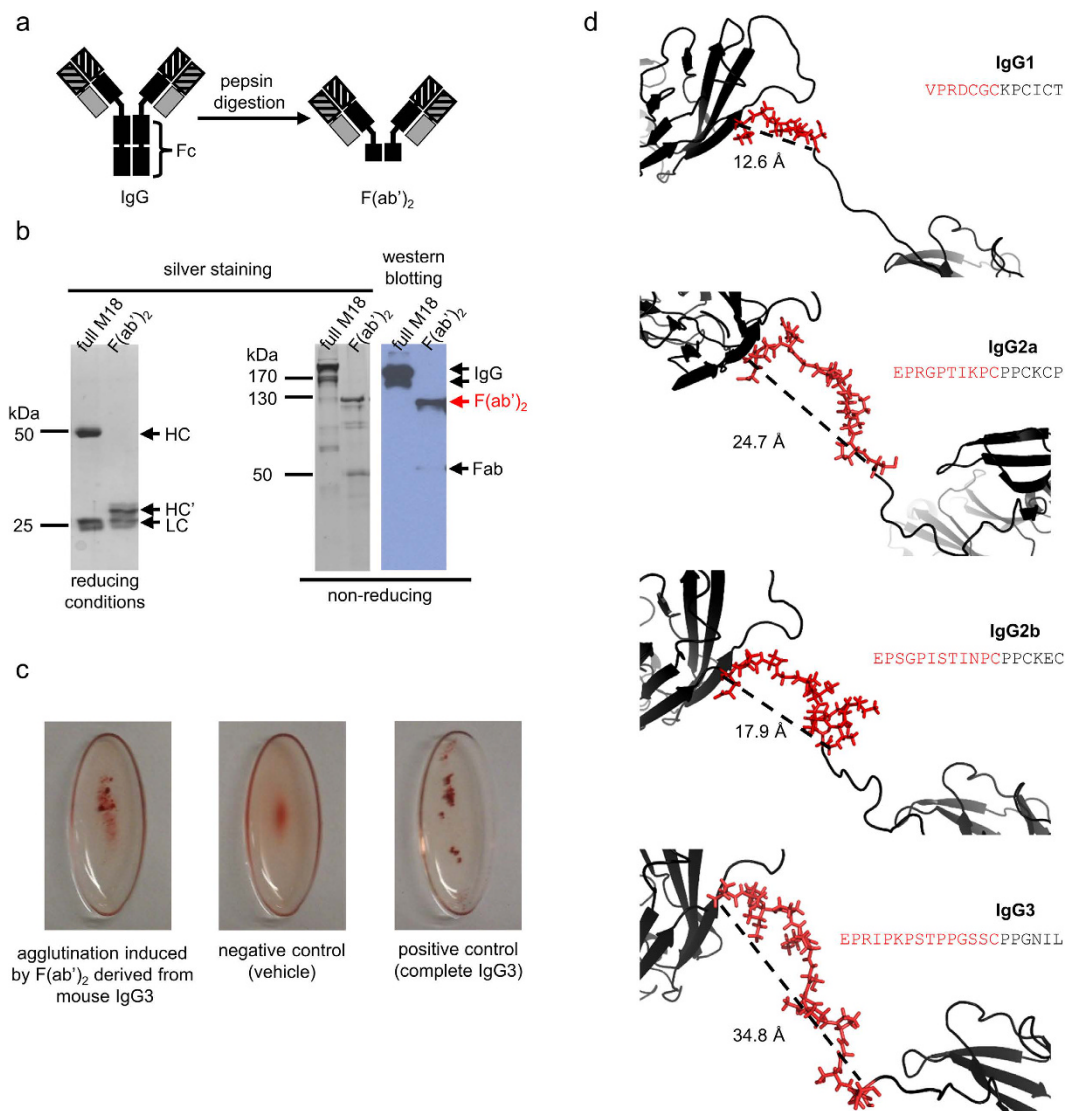 a
IgG
pepsin
digestion
Fc
F(ab')₂
b
silver staining
western
blotting
full M18
F(ab')₂
full M18
F(ab')₂
full M18
F(ab')₂
kDa
50
25
HC
HC'
LC
reducing
conditions
kDa
170
130
50
IgG
F(ab')₂
Fab
non-reducing
c
agglutination induced
by F(ab')₂ derived from
mouse IgG3
negative control
(vehicle)
positive control
(complete IgG3)
d
IgG1
VPRDCGCKPCICT
12.6 Å
IgG2a
EPRGPTIKPCPPCKCP
24.7 Å
IgG2b
EPSGPISTINPCPPCKEC
17.9 Å
IgG3
EPRIPKPSTPPGSSCPPGNIL
34.8 Å